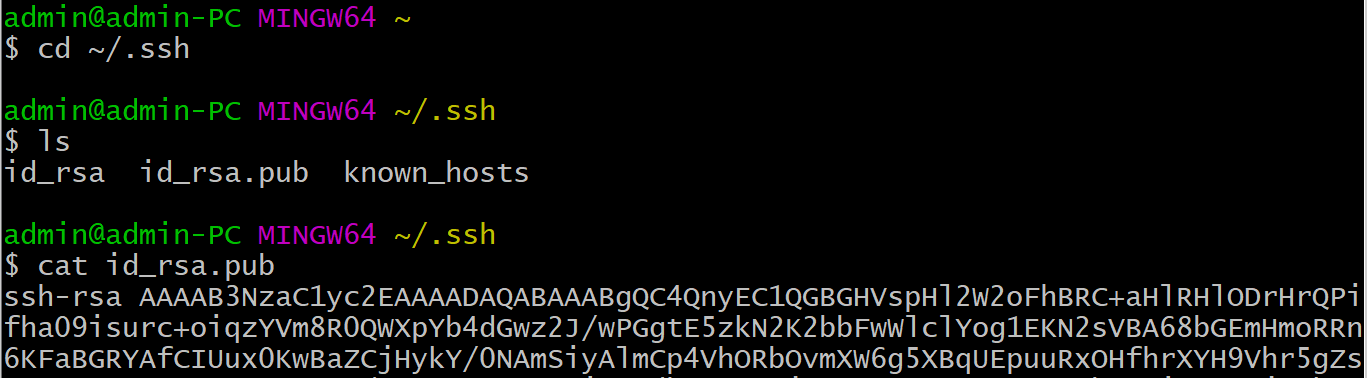 admin@admin-PC MINGW64 ~
$ cd ~/.ssh
admin@admin-PC MINGW64 ~/.ssh
$ ls
id_rsa  id_rsa.pub  known_hosts
admin@admin-PC MINGW64 ~/.ssh
$ cat id_rsa.pub
ssh-rsa AAAAB3NzaC1yc2EAAAADAQABAAABgQC4QnyEC1QGBGHVspHl2W2oFhBRC+aHlRHlODrHrQPi
fha09isurc+oiqzYVm8R0QWXpYb4dGwz2J/wPGgtE5zkN2K2bbFwWlclYog1EKN2sVBA68bGEmHmoRRn
6KFaBGRYAfCIUux0KwBaZCjHykY/0NAmSiyAlmCp4VhORbOvmXW6g5XBqUEpuuRxOHfhrXYH9Vhr5gZs